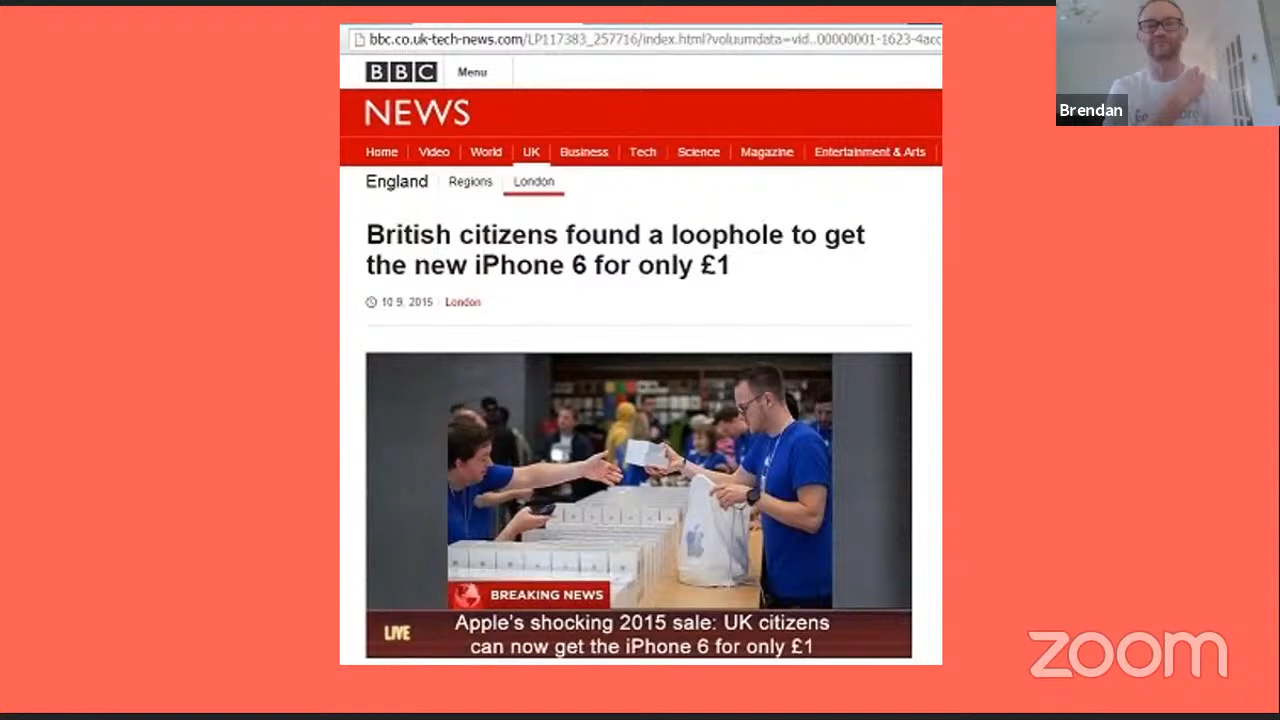 bbc.co.uk-tech-news.com/LP117383_257716/index.html?voluumdata=vid..00000001-1623-4acc
BBC Menu
NEWS
Home Video World UK Business Tech Science Magazine Entertainment & Arts
England Regions London
British citizens found a loophole to get
the new iPhone 6 for only £1
10 9. 2015 London
BREAKING NEWS
LIVE
Apple's shocking 2015 sale: UK citizens
can now get the iPhone 6 for only £1
Brendan
zoom